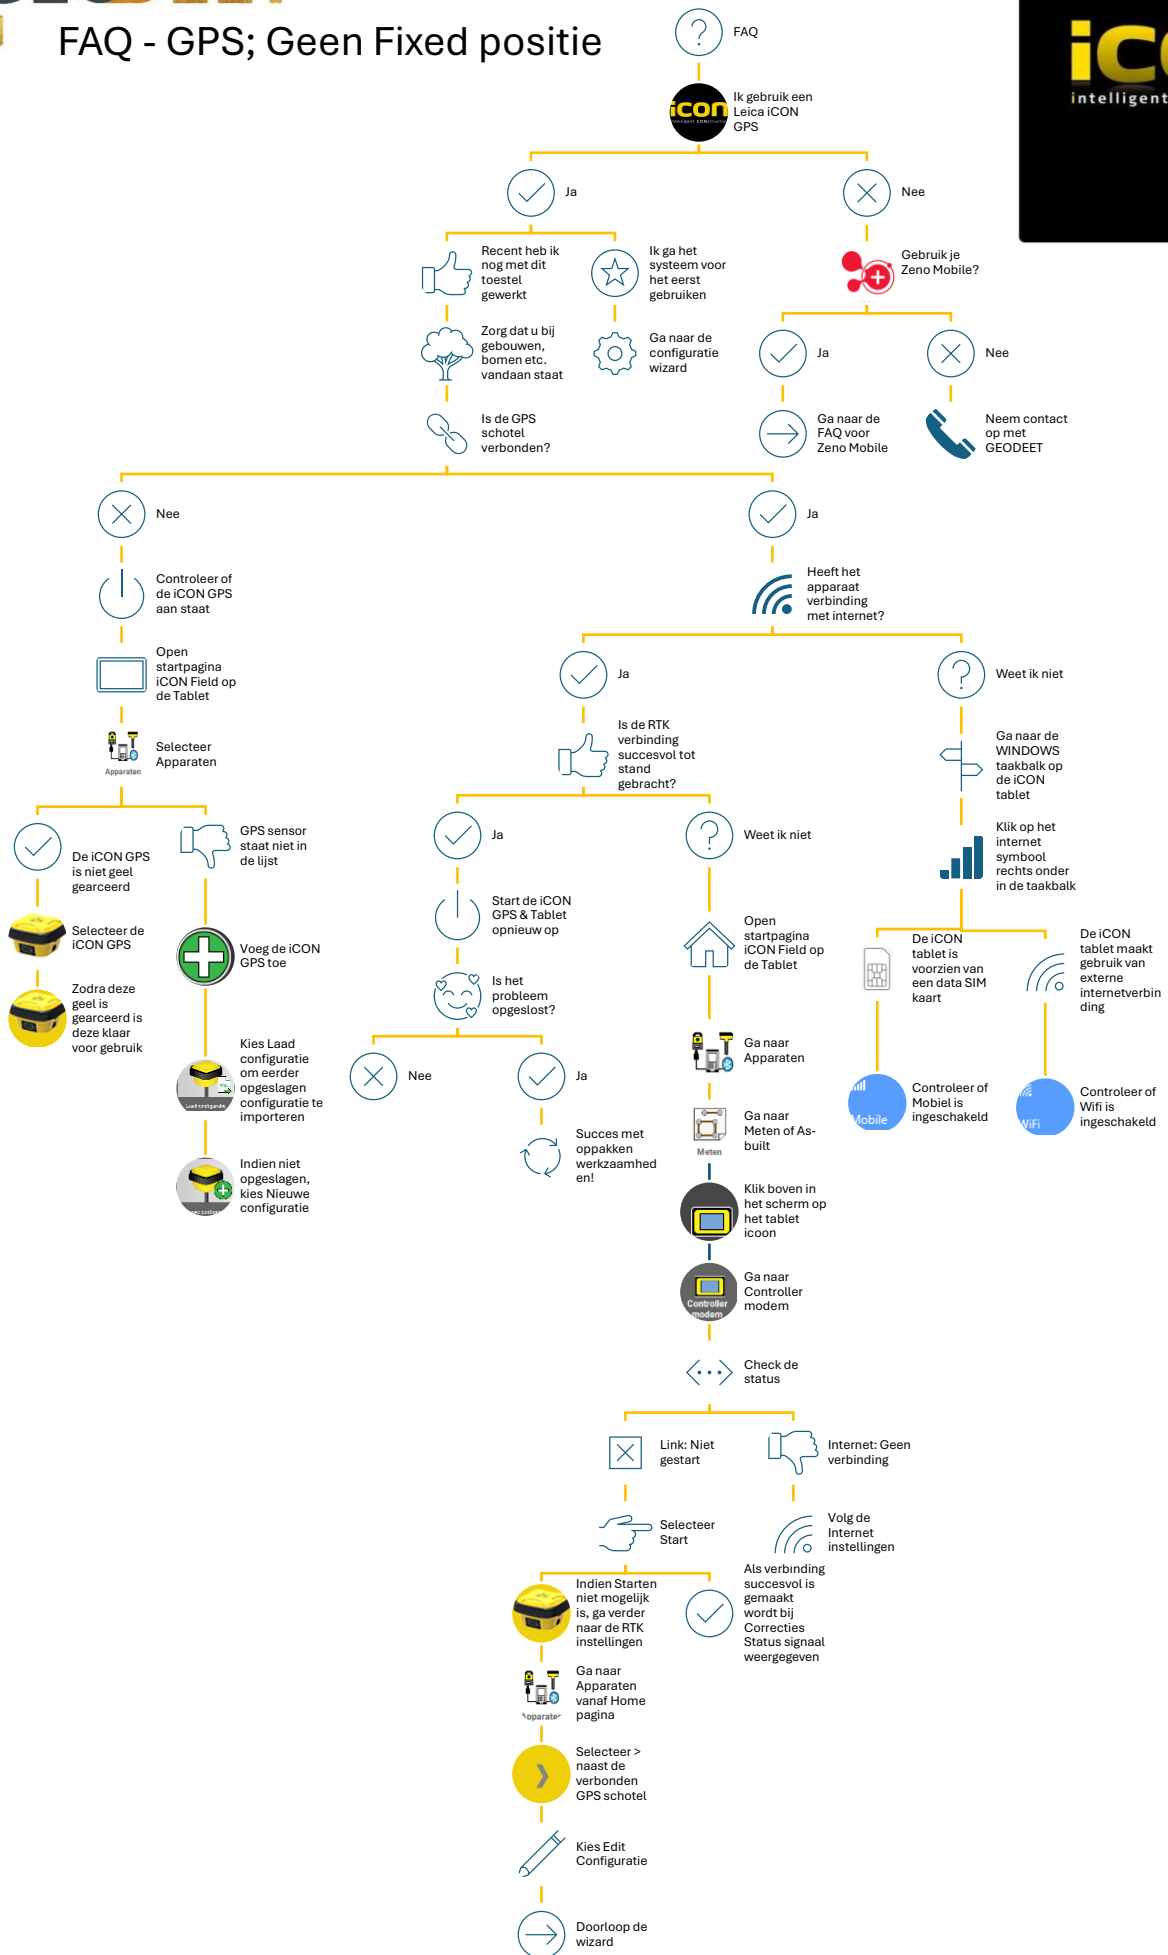 FAQ - GPS; Geen Fixed positie
FAQ
intelligent
icon
Ik gebruik een
Leica iCON
GPS
Ja
Nee
Recent heb ik
nog met dit
toestel
gewerkt
Ik ga het
systeem voor
het eerst
gebruiken
Gebruik je
Zeno Mobile?
Zorg dat u bij
gebouwen,
bomen etc.
vandaan staat
Ga naar de
configuratie
wizard
Ja
Nee
Is de GPS
schotel
verbonden?
Ga naar de
FAQ voor
Zeno Mobile
Neem contact
op met
GEODEET
Nee
Ja
Controleer of
de iCON GPS
aan staat
Heeft het
apparaat
verbinding
met internet?
Open
startpagina
iCON Field op
de Tablet
Ja
Weet ik niet
Selecteer
Apparaten
Apparaten
Is de RTK
verbinding
succesvol tot
stand
gebracht?
Ga naar de
WINDOWS
taakbalk op
de iCON
tablet
De iCON GPS
is niet geel
gearceerd
GPS sensor
staat niet in
de lijst
Ja
Weet ik niet
Klik op het
internet
symbool
rechts onder
in de taakbalk
Selecteer de
iCON GPS
Voeg de iCON
GPS toe
Start de iCON
GPS & Tablet
opnieuw op
Open
startpagina
iCON Field op
de Tablet
De iCON
tablet is
voorzien van
een data SIM
kaart
De iCON
tablet maakt
gebruik van
externe
internetverbin
ding
Zodra deze
geel is
gearceerd is
deze klaar
voor gebruik
Is het
probleem
opgeslost?
Kies Laad
configuratie
om eerder
opgeslagen
configuratie te
importeren
Nee
Ja
Ga naar
Apparaten
Controleer of
Mobiel is
ingeschakeld
Mobile
Controleer of
Wifi is
ingeschakeld
WiFi
Indien niet
opgeslagen,
kies Nieuwe
configuratie
Succes met
oppakken
werkzaamhed
en!
Ga naar
Meten of As-
built
Meten
Klik boven in
het scherm op
het tablet
icoon
Ga naar
Controller
modem
Controller
modem
Check de
status
Link: Niet
gestart
Internet: Geen
verbinding
Selecteer
Start
Volg de
Internet
instellingen
Indien Starten
niet mogelijk
is, ga verder
naar de RTK
instellingen
Als verbinding
succesvol is
gemaakt
wordt bij
Correcties
Status signaal
weergegeven
Ga naar
Apparaten
vanaf Home
pagina
Selecteer >
naast de
verbonden
GPS schotel
Kies Edit
Configuratie
Doorloop de
wizard